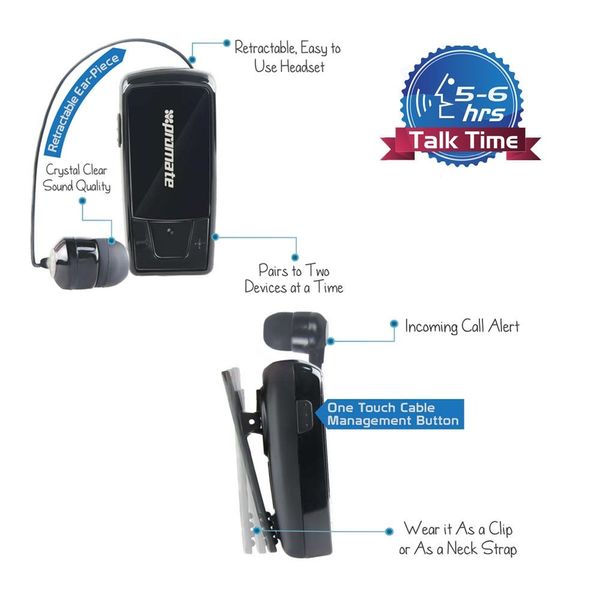 Retractable, Easy to
Use Headset
Retractable Ear-Piece
5-6
hrs
Talk Time
promate
Crystal Clear
Sound Quality
Pairs to Two
Devices at a Time
Incoming Call Alert
One Touch Cable
Management Button
Wear it As a Clip
or As a Neck Strap